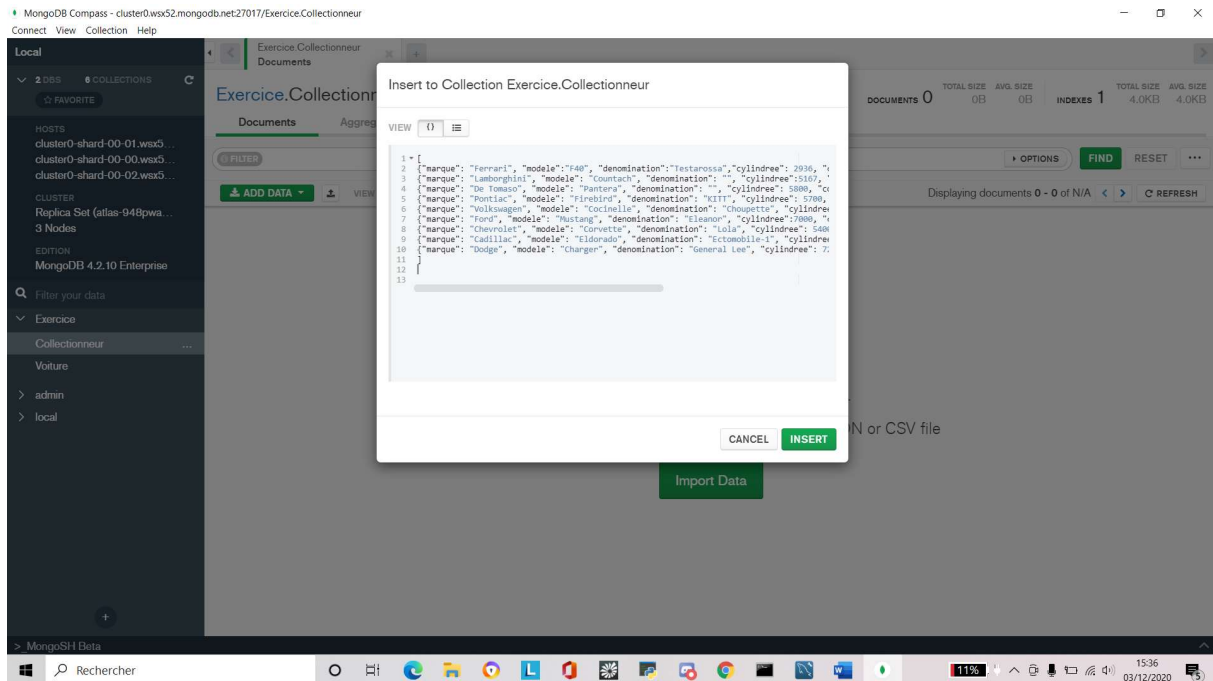 MongoDB Compass - cluster0.wsx52.mongodb.net:27017/Exercice.Collectionneur
Connect View Collection Help
Local
2 DBS 6 COLLECTIONS
FAVORITE
HOSTS
cluster0-shard-00-01.wsx5...
cluster0-shard-00-00.wsx5...
cluster0-shard-00-02.wsx5...
CLUSTER
Replica Set (atlas-948pwa...
3 Nodes
EDITION
MongoDB 4.2.10 Enterprise
Filter your data
Exercice
Collectionneur ...
Voiture
admin
local
Exercice.Collectionneur
Documents
Exercice.Collectionn
DOCUMENTS 0 TOTAL SIZE 0B AVG. SIZE 0B INDEXES 1 TOTAL SIZE 4.0KB AVG. SIZE 4.0KB
Documents Aggreg
FILTER
OPTIONS FIND RESET ...
ADD DATA VIEW
Displaying documents 0 - 0 of N/A < > REFRESH
Insert to Collection Exercice.Collectionneur
VIEW {}
1 [
2 {"marque": "Ferrari", "modele":"F40", "denomination":"Testarossa","cylindree": 2936, "
3 {"marque": "Lamborghini", "modele": "Countach", "denomination": "", "cylindree":5167, "
4 {"marque": "De Tomaso", "modele": "Pantera", "denomination": "", "cylindree": 5800, "co
5 {"marque": "Pontiac", "modele": "Firebird", "denomination": "KITT", "cylindree": 5700,
6 {"marque": "Volkswagen", "modele": "Cocinelle", "denomination": "Choupette", "cylindree
7 {"marque": "Ford", "modele": "Mustang", "denomination": "Eleanor", "cylindree":7000, "
8 {"marque": "Chevrolet", "modele": "Corvette", "denomination": "Lola", "cylindree": 5400
9 {"marque": "Cadillac", "modele": "Eldorado", "denomination": "Ectomobile-1", "cylindree
10 {"marque": "Dodge", "modele": "Charger", "denomination": "General Lee", "cylindree": 72
11 ]
12
13
CANCEL INSERT
N or CSV file
Import Data
>_MongoSH Beta
Rechercher
11%
15:36
03/12/2020
5